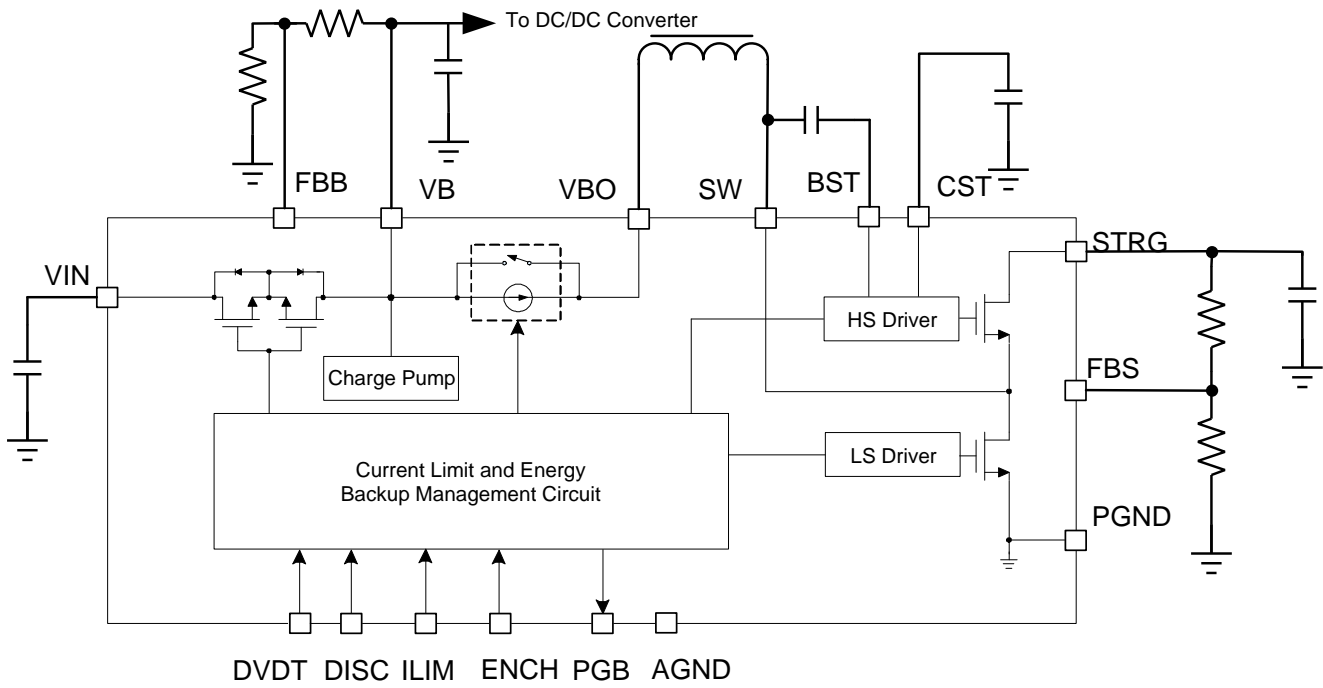 To DC/DC Converter
FBB
VB
VBO
SW
BST
CST
STRG
VIN
HS Driver
Charge Pump
FBS
Current Limit and Energy
Backup Management Circuit
LS Driver
PGND
DVDT DISC ILIM ENCH PGB AGND